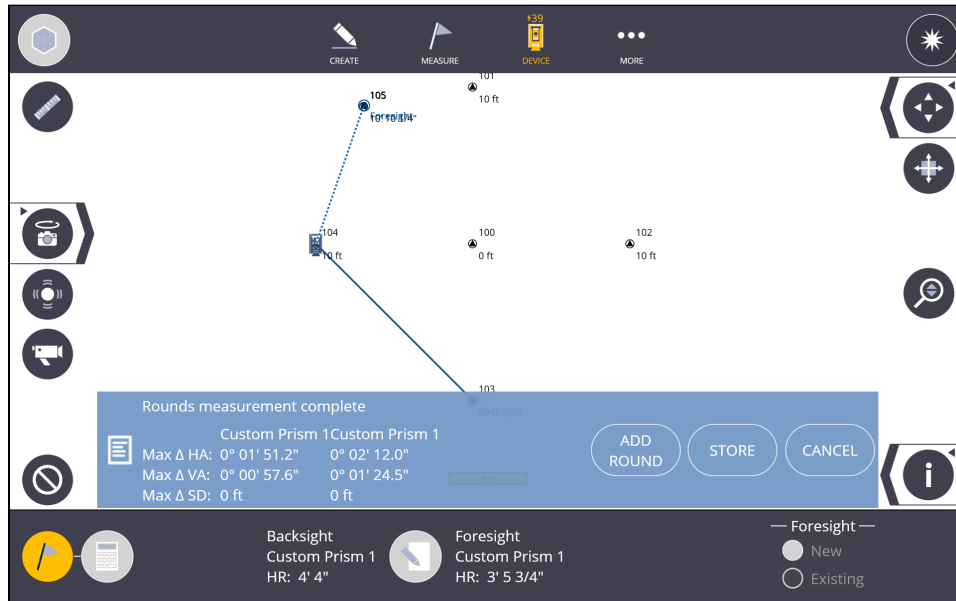 39
CREATE
MEASURE
DEVICE
MORE
101
10 ft
105
Foresight
10' 10 3/4"
104
10 ft
100
0 ft
102
10 ft
103
Rounds measurement complete
Custom Prism 1 Custom Prism 1
Max Δ HA: 0° 01' 51.2" 0° 02' 12.0"
Max Δ VA: 0° 00' 57.6" 0° 01' 24.5"
Max Δ SD: 0 ft 0 ft
ADD
ROUND
STORE
CANCEL
i
Backsight
Custom Prism 1
HR: 4' 4"
Foresight
Custom Prism 1
HR: 3' 5 3/4"
Foresight
New
Existing